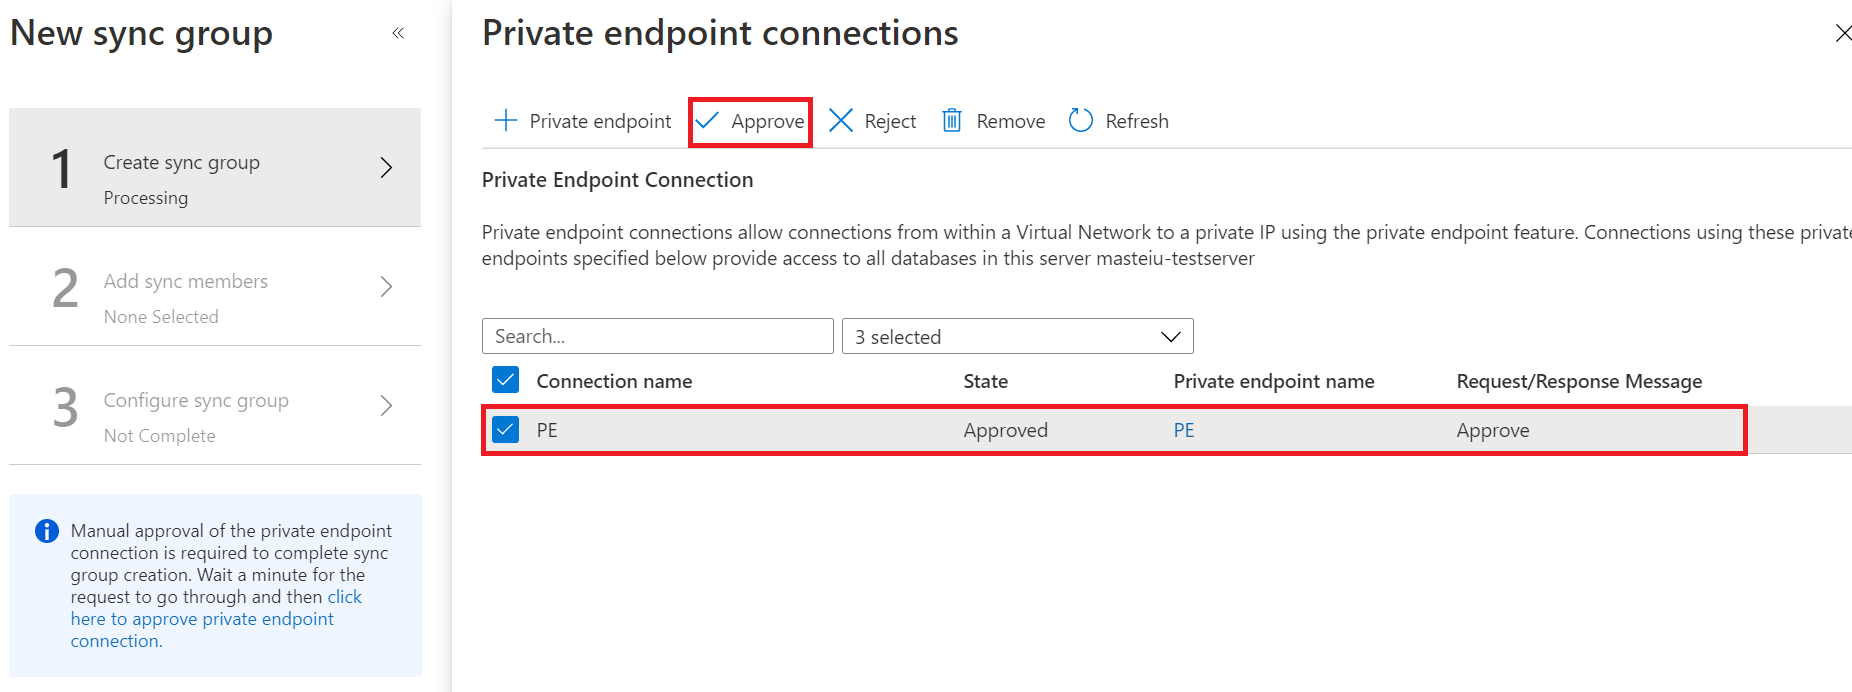 New sync group
«
1
Create sync group
Processing
2
Add sync members
None Selected
3
Configure sync group
Not Complete
Manual approval of the private endpoint
connection is required to complete sync
group creation. Wait a minute for the
request to go through and then click
here to approve private endpoint
connection.
Private endpoint connections
Private endpoint Approve Reject Remove Refresh
Private Endpoint Connection
Private endpoint connections allow connections from within a Virtual Network to a private IP using the private endpoint feature. Connections using these private
endpoints specified below provide access to all databases in this server masteiu-testserver
Search... 3 selected
Connection name State Private endpoint name Request/Response Message
PE Approved PE Approve